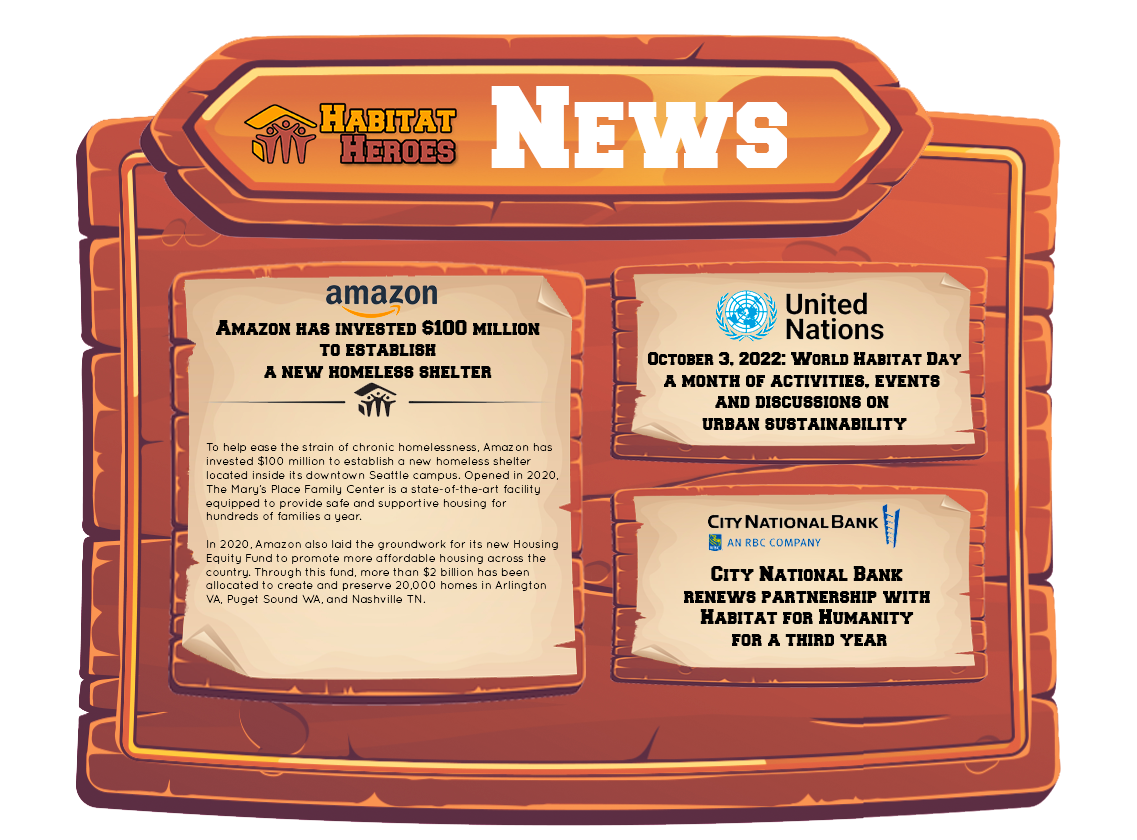 Habitat
Heroes
News
amazon
Amazon has invested $100 million
to establish
a new homeless shelter
To help ease the strain of chronic homelessness, Amazon has
invested $100 million to establish a new homeless shelter
located inside its downtown Seattle campus. Opened in 2020,
The Mary's Place Family Center is a state-of-the-art facility
equipped to provide safe and supportive housing for
hundreds of families a year.
In 2020, Amazon also laid the groundwork for its new Housing
Equity Fund to promote more affordable housing across the
country. Through this fund, more than $2 billion has been
allocated to create and preserve 20,000 homes in Arlington
VA, Puget Sound WA, and Nashville TN.
United
Nations
October 3, 2022: World Habitat Day
a month of activities, events
and discussions on
urban sustainability
City National Bank
RBC
AN RBC COMPANY
City National Bank
renews partnership with
Habitat for Humanity
for a third year